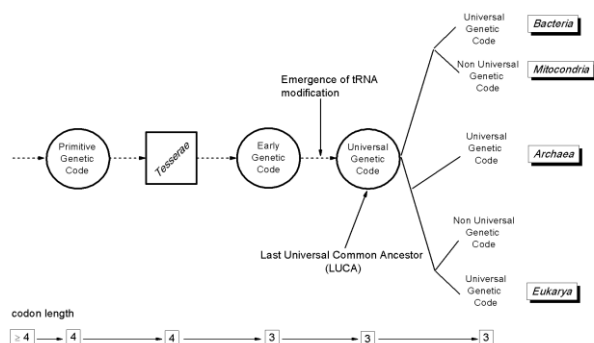 Universal
Genetic
Code
Bacteria
Non Universal
Genetic
Code
Mitocondria
Emergence of tRNA
modification
Primitive
Genetic
Code
Tesserae
Early
Genetic
Code
Universal
Genetic
Code
Universal
Genetic
Code
Archaea
Last Universal Common Ancestor
(LUCA)
Non Universal
Genetic
Code
Universal
Genetic
Code
Eukarya
codon length
≥ 4 4 4 3 3 3